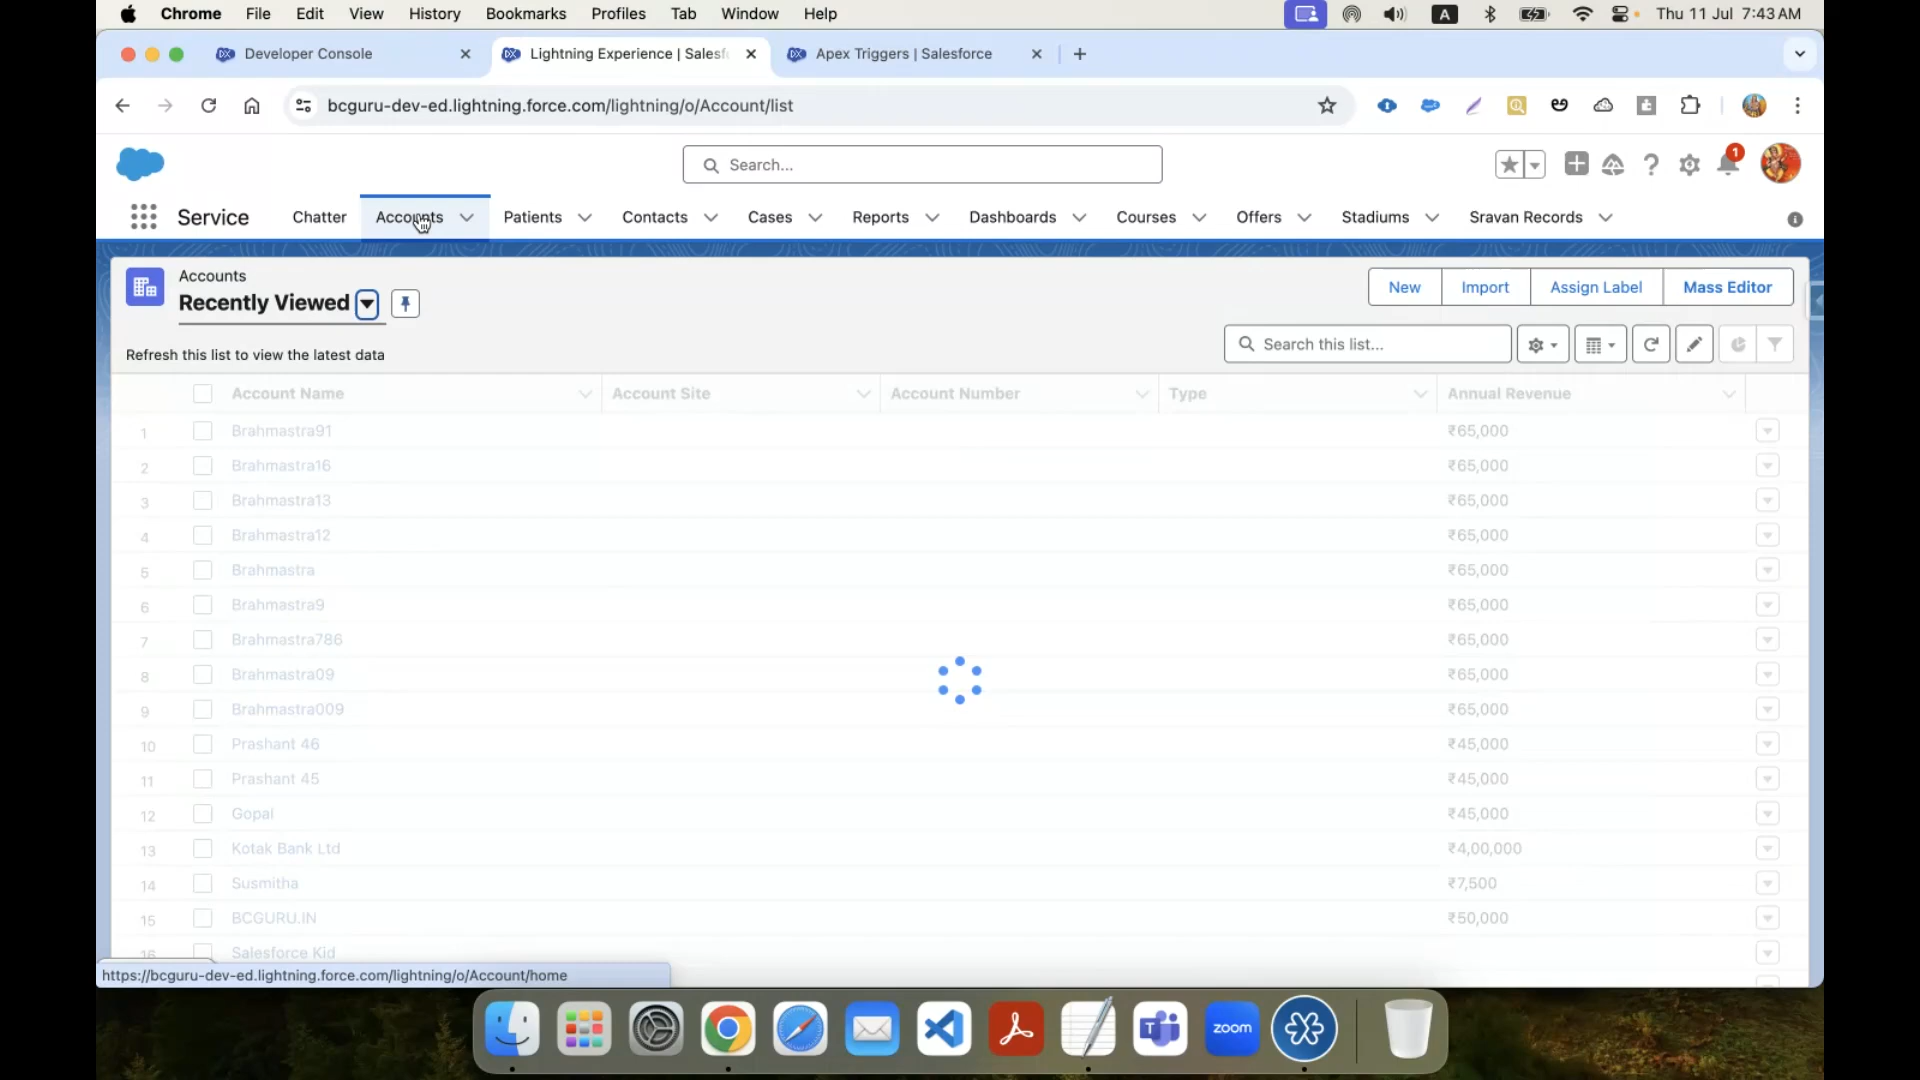 Chrome File Edit View History Bookmarks Profiles Tab Window Help A Thu 11 Jul 7:43 AM
Developer Console Lightning Experience | Salesf Apex Triggers | Salesforce
bcguru-dev-ed.lightning.force.com/lightning/o/Account/list
Search... 1
Service Chatter Accounts Patients Contacts Cases Reports Dashboards Courses Offers Stadiums Sravan Records
Accounts
Recently Viewed
New Import Assign Label Mass Editor
Refresh this list to view the latest data
Search this list...
Account Name Account Site Account Number Type Annual Revenue
1 Brahmastra91 ₹65,000
2 Brahmastra16 ₹65,000
3 Brahmastra13 ₹65,000
4 Brahmastra12 ₹65,000
5 Brahmastra ₹65,000
6 Brahmastra9 ₹65,000
7 Brahmastra786 ₹65,000
8 Brahmastra09 ₹65,000
9 Brahmastra009 ₹65,000
10 Prashant 46 ₹45,000
11 Prashant 45 ₹45,000
12 Gopal ₹45,000
13 Kotak Bank Ltd ₹4,00,000
14 Susmitha ₹7,500
15 BCGURU.IN ₹50,000
16 Salesforce Kid
https://bcguru-dev-ed.lightning.force.com/lightning/o/Account/home
zoom